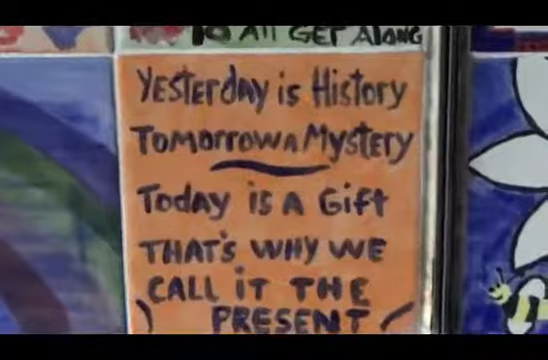 To All GET AlONG
YESTERdAy is History
TOMORROW A MysTERy
TOdAy is A Gift
THAT'S WHY WE
CALL iT THE
PRESENT